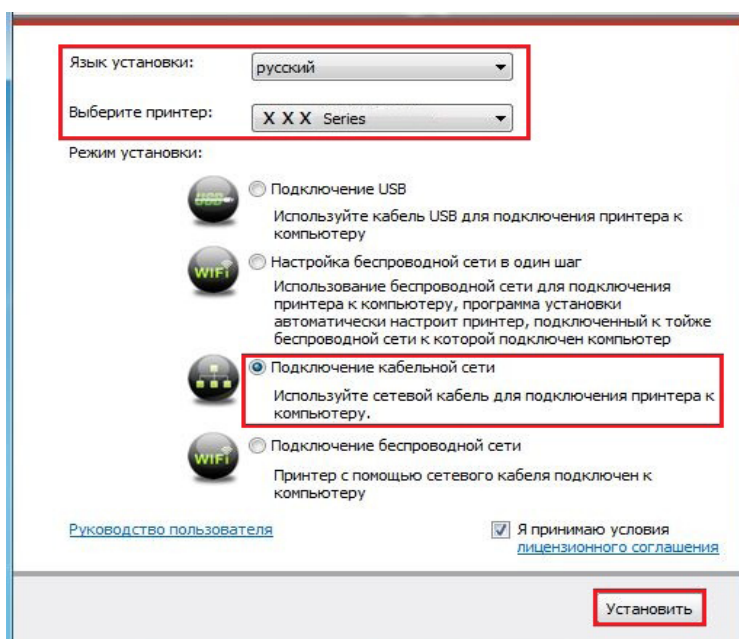 Язык установки: русский
Выберите принтер: X X X Series
Режим установки:
USB
Подключение USB
Используйте кабель USB для подключения принтера к
компьютеру
WiFi
Настройка беспроводной сети в один шаг
Использование беспроводной сети для подключения
принтера к компьютеру, программа установки
автоматически настроит принтер, подключенный к тойже
беспроводной сети к которой подключен компьютер
Подключение кабельной сети
Используйте сетевой кабель для подключения принтера к
компьютеру.
WiFi
Подключение беспроводной сети
Принтер с помощью сетевого кабеля подключен к
компьютеру
Руководство пользователя
Я принимаю условия
лицензионного соглашения
Установить